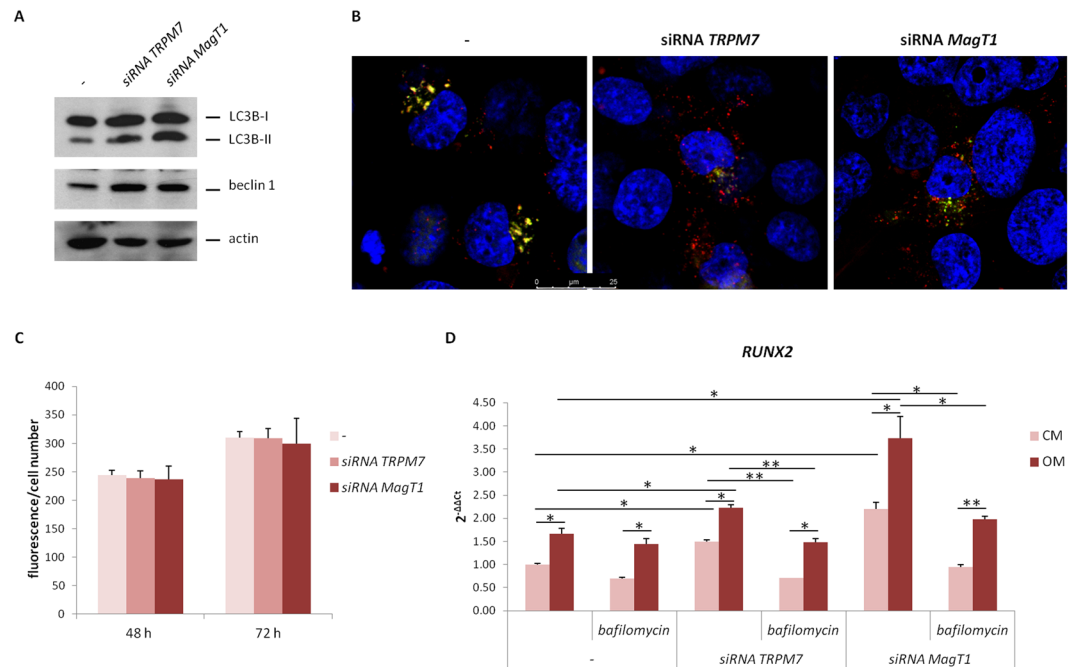 A
-
siRNA TRPM7
siRNA MagT1
LC3B-I
LC3B-II
beclin 1
actin
B
-
siRNA TRPM7
siRNA MagT1
0 µm 25
C
fluorescence/cell number
400
350
300
250
200
150
100
50
0
48 h
72 h
-
siRNA TRPM7
siRNA MagT1
D
RUNX2
2^-ΔΔCt
4.50
4.00
3.50
3.00
2.50
2.00
1.50
1.00
0.50
0.00
*
*
*
*
*
*
**
*
**
*
*
*
*
*
**
CM
OM
bafilomycin
bafilomycin
bafilomycin
-
siRNA TRPM7
siRNA MagT1